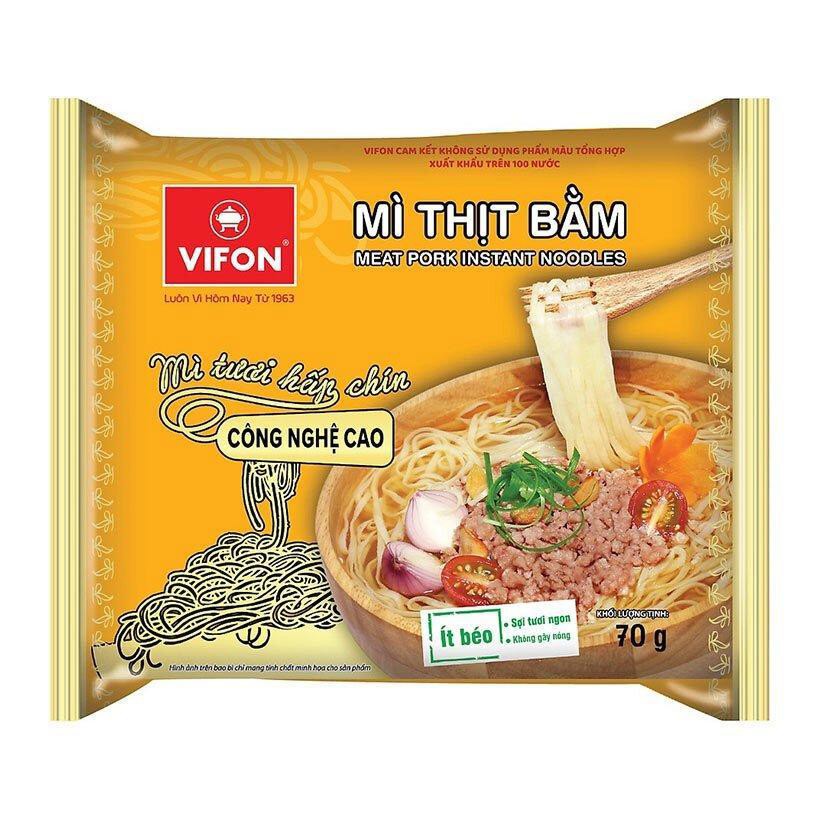 VIFON CAM KẾT KHÔNG SỬ DỤNG PHẨM MÀU TỔNG HỢP
XUẤT KHẨU TRÊN 100 NƯỚC
VIFON®
Luôn Vì Hôm Nay Từ 1963
MÌ THỊT BẰM
MEAT PORK INSTANT NOODLES
Mì tươi hấp chín
CÔNG NGHỆ CAO
Ít béo
• Sợi tươi ngon
• Không gây nóng
KHỐI LƯỢNG TỊNH:
70 g
Hình ảnh trên bao bì chỉ mang tính chất minh họa cho sản phẩm